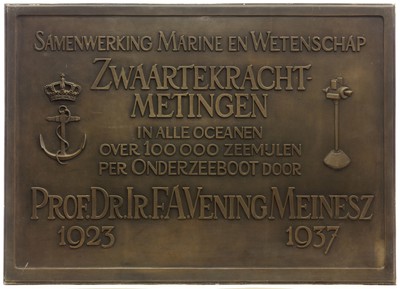 SAMENWERKING MARINE EN WETENSCHAP
ZWAARTEKRACHT-
METINGEN
IN ALLE OCEANEN
OVER 100 000 ZEEMIJLEN
PER ONDERZEEBOOT DOOR
PROF.DR.IR.F.A VENING MEINESZ
1923 1937